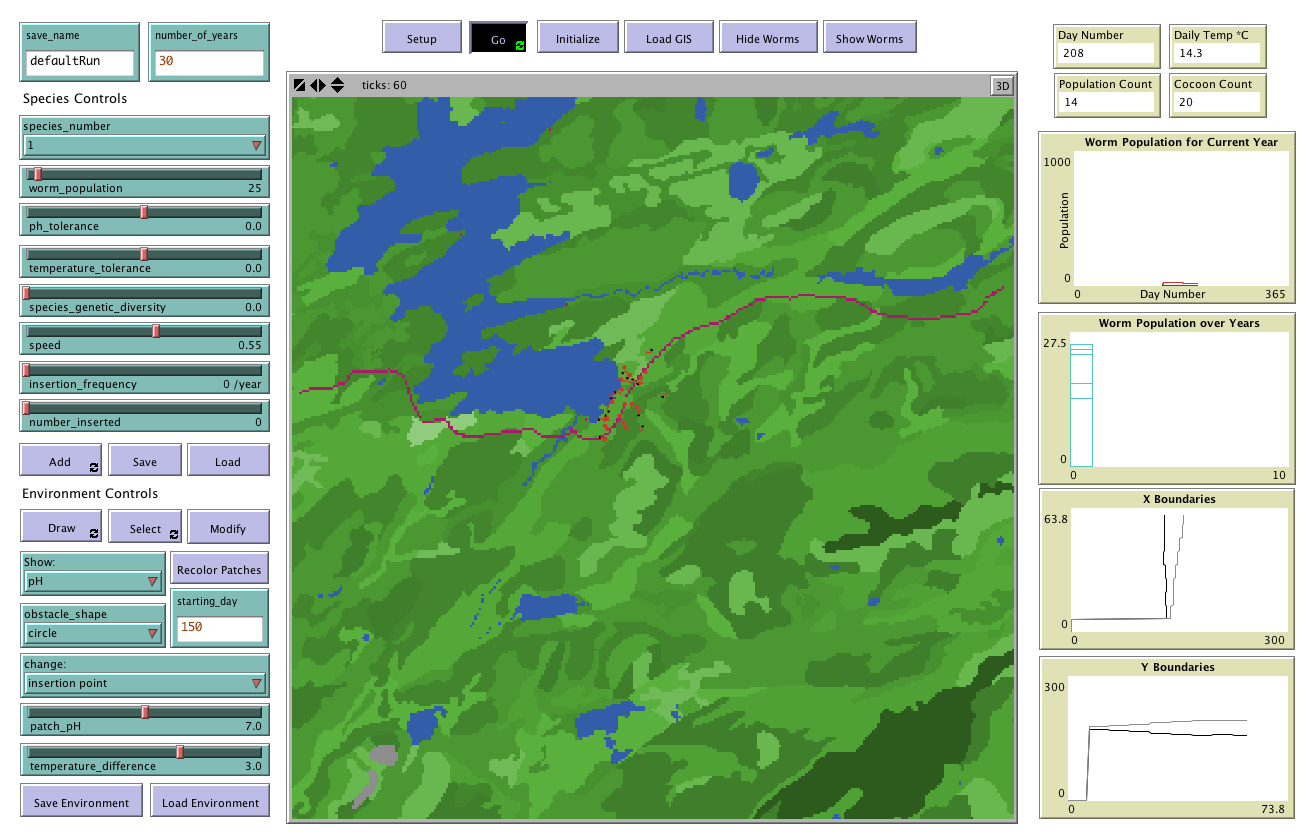 save_name
defaultRun
number_of_years
30
Setup
Go
Initialize
Load GIS
Hide Worms
Show Worms
Day Number
208
Daily Temp *C
14.3
Population Count
14
Cocoon Count
20
Species Controls
species_number
1
worm_population 25
ph_tolerance 0.0
temperature_tolerance 0.0
species_genetic_diversity 0.0
speed 0.55
insertion_frequency 0 /year
number_inserted 0
Add
Save
Load
Environment Controls
Draw
Select
Modify
Show:
pH
Recolor Patches
obstacle_shape
circle
starting_day
150
change:
insertion point
patch_pH 7.0
temperature_difference 3.0
Save Environment
Load Environment
ticks: 60
3D
Worm Population for Current Year
1000
Population
0
0 Day Number 365
Worm Population over Years
27.5
0
0 10
X Boundaries
63.8
0
0 300
Y Boundaries
300
0
0 73.8